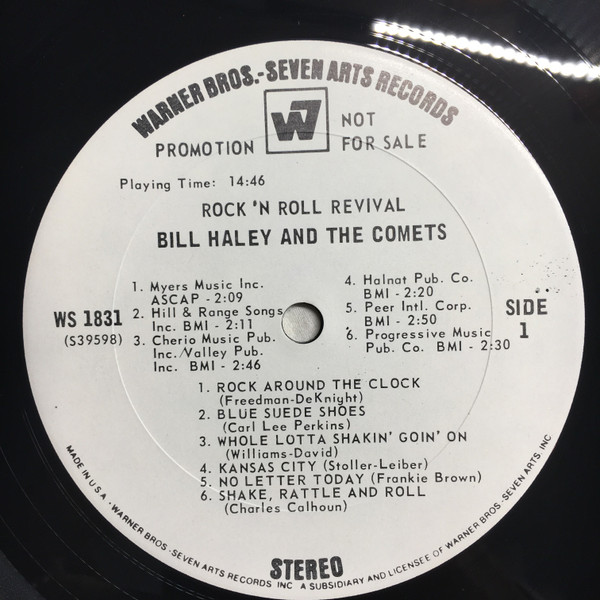 WARNER BROS.-SEVEN ARTS RECORDS
W7
PROMOTION
NOT
FOR SALE
Playing Time: 14:46
ROCK 'N ROLL REVIVAL
BILL HALEY AND THE COMETS
1. Myers Music Inc.
ASCAP - 2:09
2. Hill & Range Songs
Inc. BMI - 2:11
3. Cherio Music Pub.
Inc./Valley Pub.
Inc. BMI - 2:46
4. Halnat Pub. Co.
BMI - 2:20
5. Peer Intl. Corp.
BMI - 2:50
6. Progressive Music
Pub. Co. BMI - 2:30
WS 1831
(S39598)
SIDE
1
1. ROCK AROUND THE CLOCK
(Freedman-DeKnight)
2. BLUE SUEDE SHOES
(Carl Lee Perkins)
3. WHOLE LOTTA SHAKIN' GOIN' ON
(Williams-David)
4. KANSAS CITY (Stoller-Leiber)
5. NO LETTER TODAY (Frankie Brown)
6. SHAKE, RATTLE AND ROLL
(Charles Calhoun)
STEREO
MADE IN U.S.A. - WARNER BROS.-SEVEN ARTS RECORDS INC. A SUBSIDIARY AND LICENSEE OF WARNER BROS.-SEVEN ARTS, INC